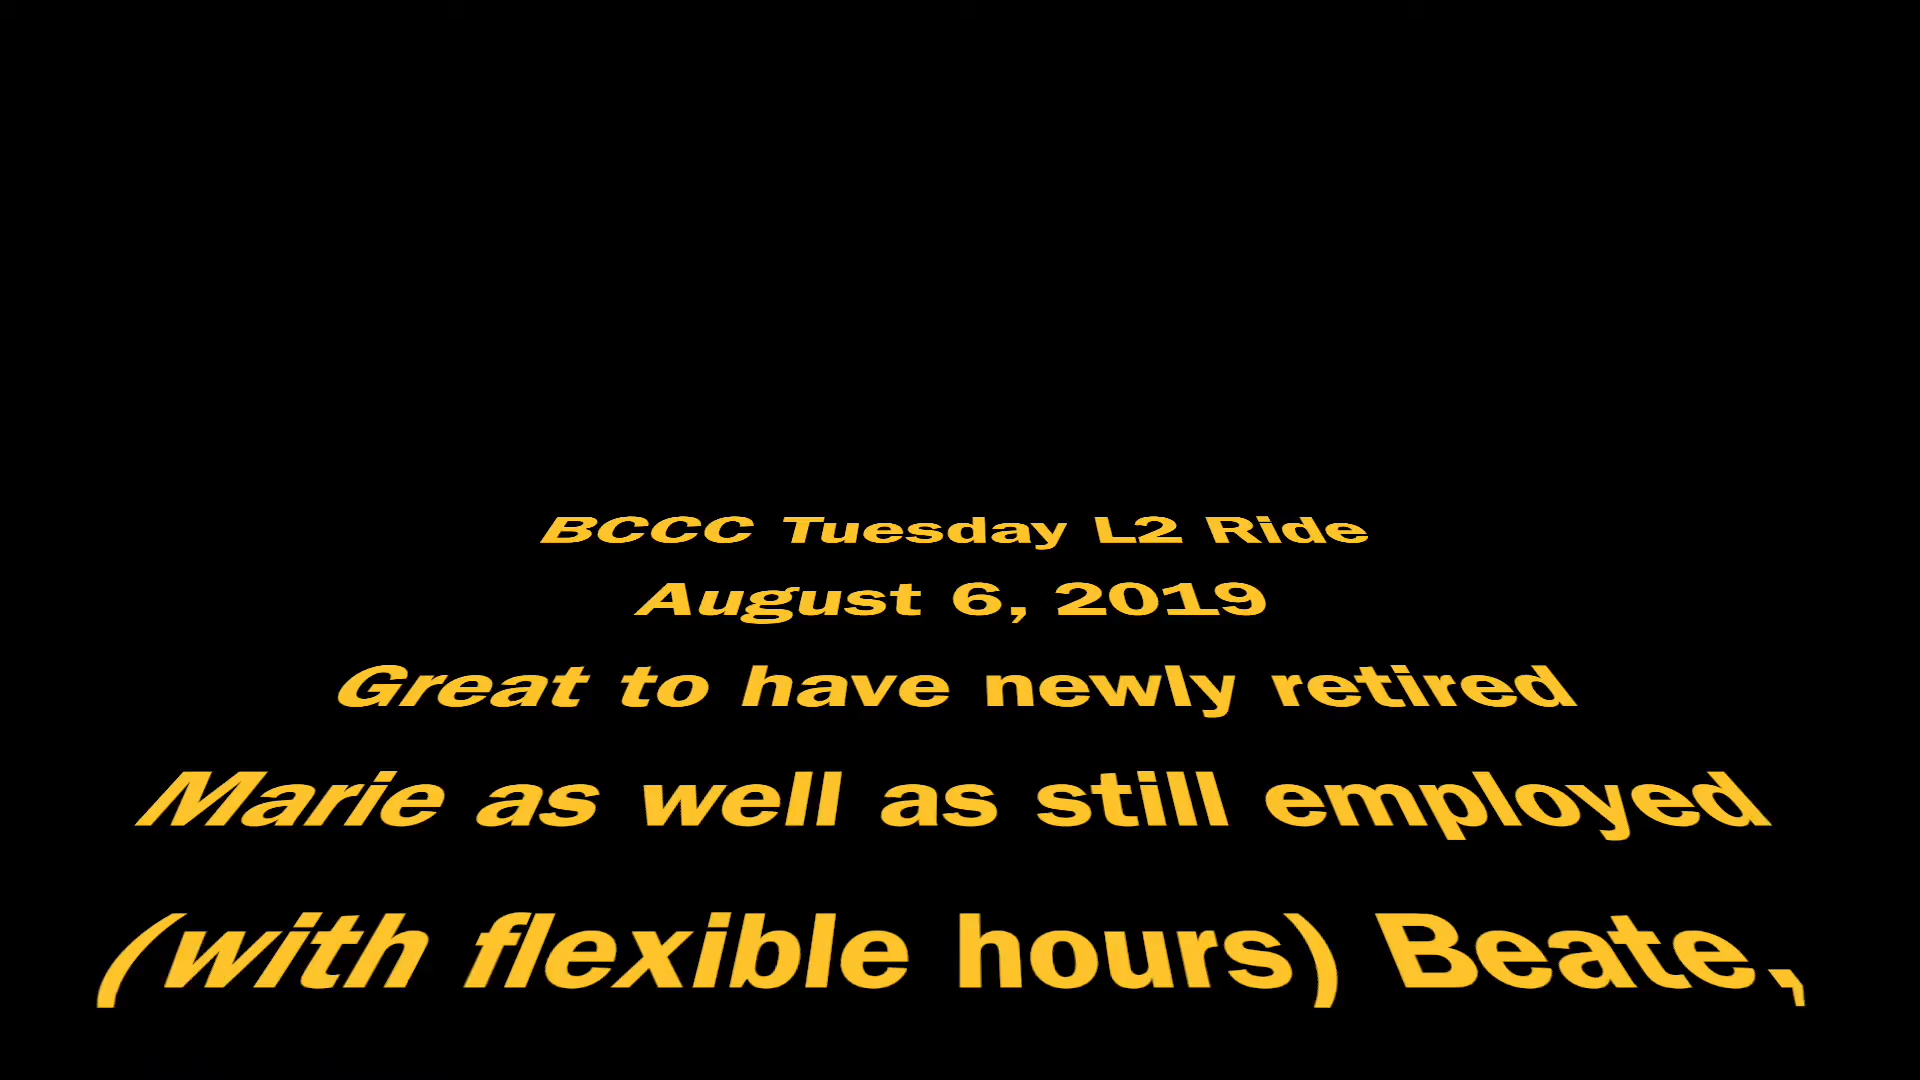 BCCC Tuesday L2 Ride
August 6, 2019
Great to have newly retired
Marie as well as still employed
(with flexible hours) Beate,